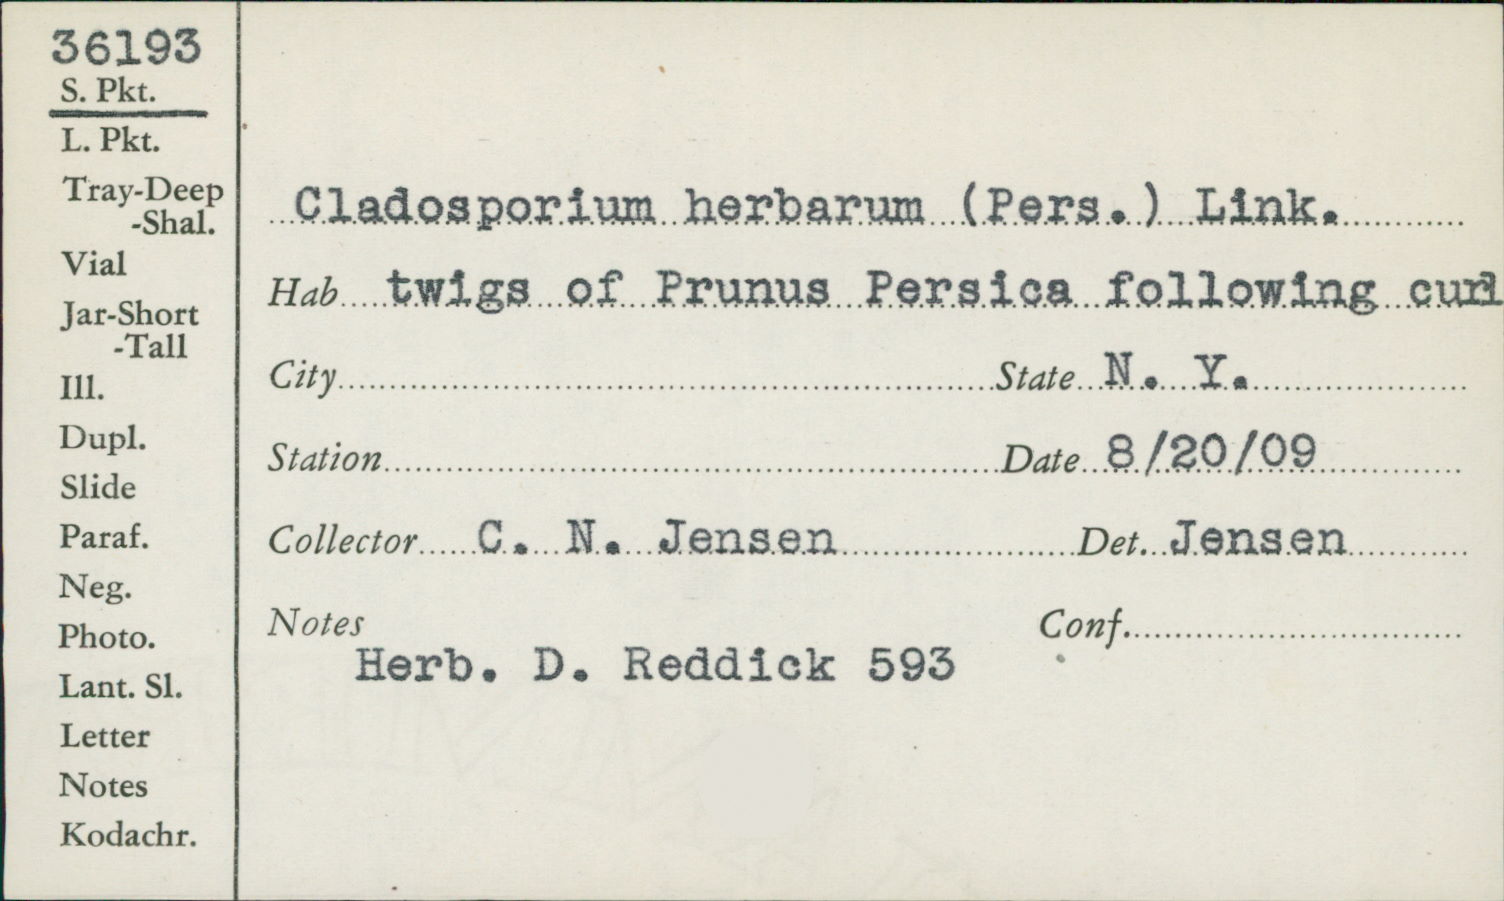 36193
S. Pkt.
L. Pkt.
Tray-Deep
-Shal.
Vial
Jar-Short
-Tall
Ill.
Dupl.
Slide
Paraf.
Neg.
Photo.
Lant. Sl.
Letter
Notes
Kodachr.
Cladosporium herbarum (Pers.) Link.
Hab twigs of Prunus Persica following curl
City State N. Y.
Station Date 8/20/09
Collector C. N. Jensen Det. Jensen
Notes Conf.
Herb. D. Reddick 593